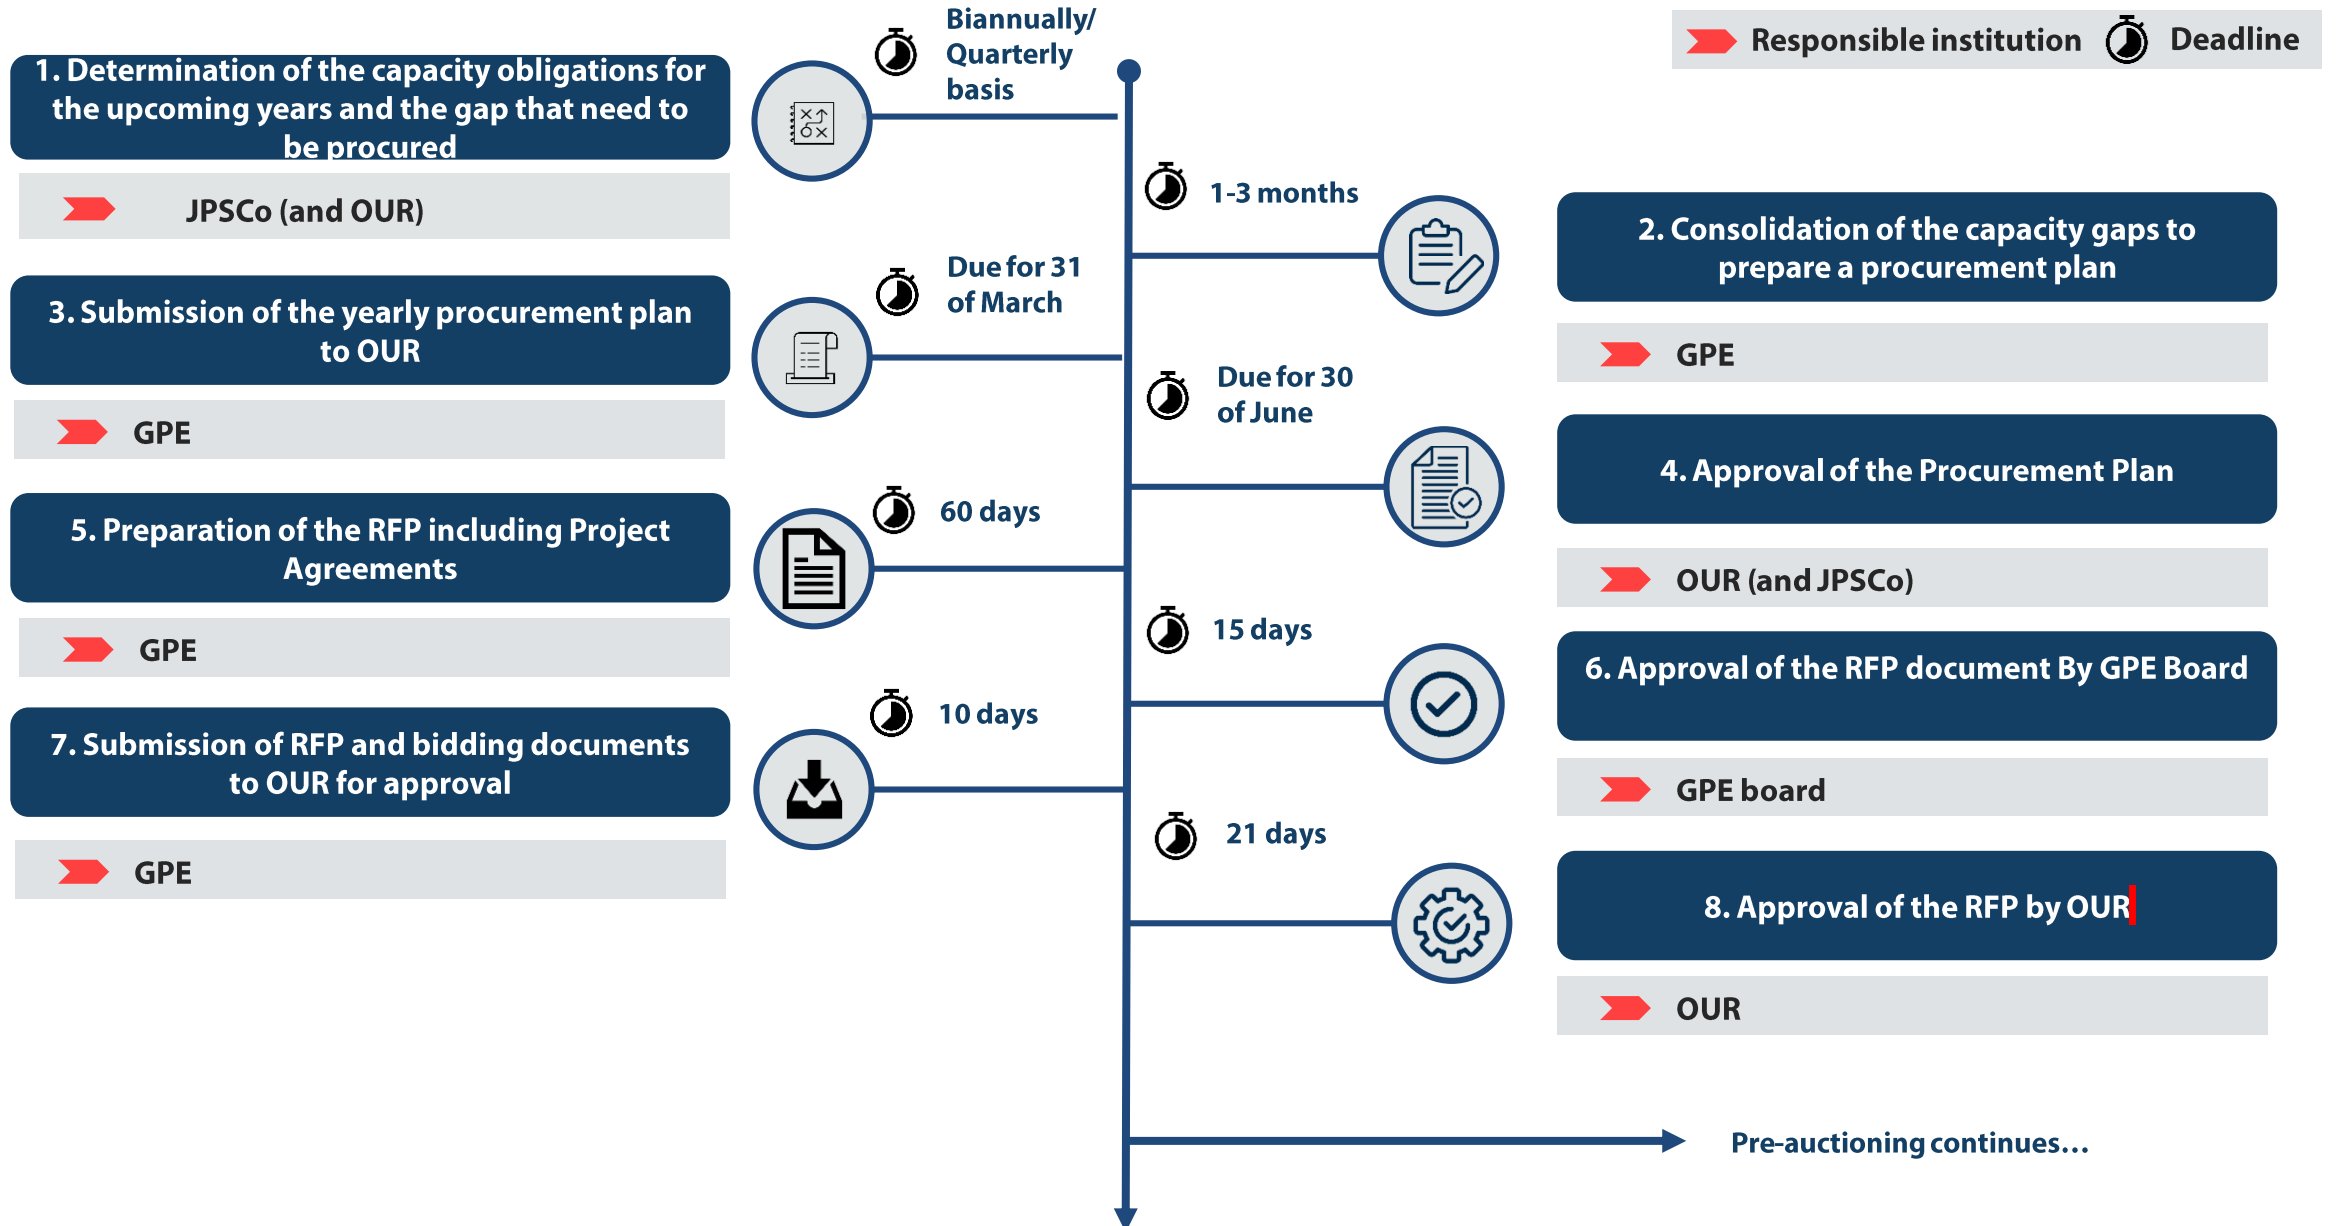 Responsible institution
Deadline
Biannually/
Quarterly
basis
1. Determination of the capacity obligations for
the upcoming years and the gap that need to
be procured
JPSCo (and OUR)
1-3 months
2. Consolidation of the capacity gaps to
prepare a procurement plan
GPE
Due for 31
of March
3. Submission of the yearly procurement plan
to OUR
GPE
Due for 30
of June
4. Approval of the Procurement Plan
OUR (and JPSCo)
60 days
5. Preparation of the RFP including Project
Agreements
GPE
15 days
6. Approval of the RFP document By GPE Board
GPE board
10 days
7. Submission of RFP and bidding documents
to OUR for approval
GPE
21 days
8. Approval of the RFP by OUR
OUR
Pre-auctioning continues…